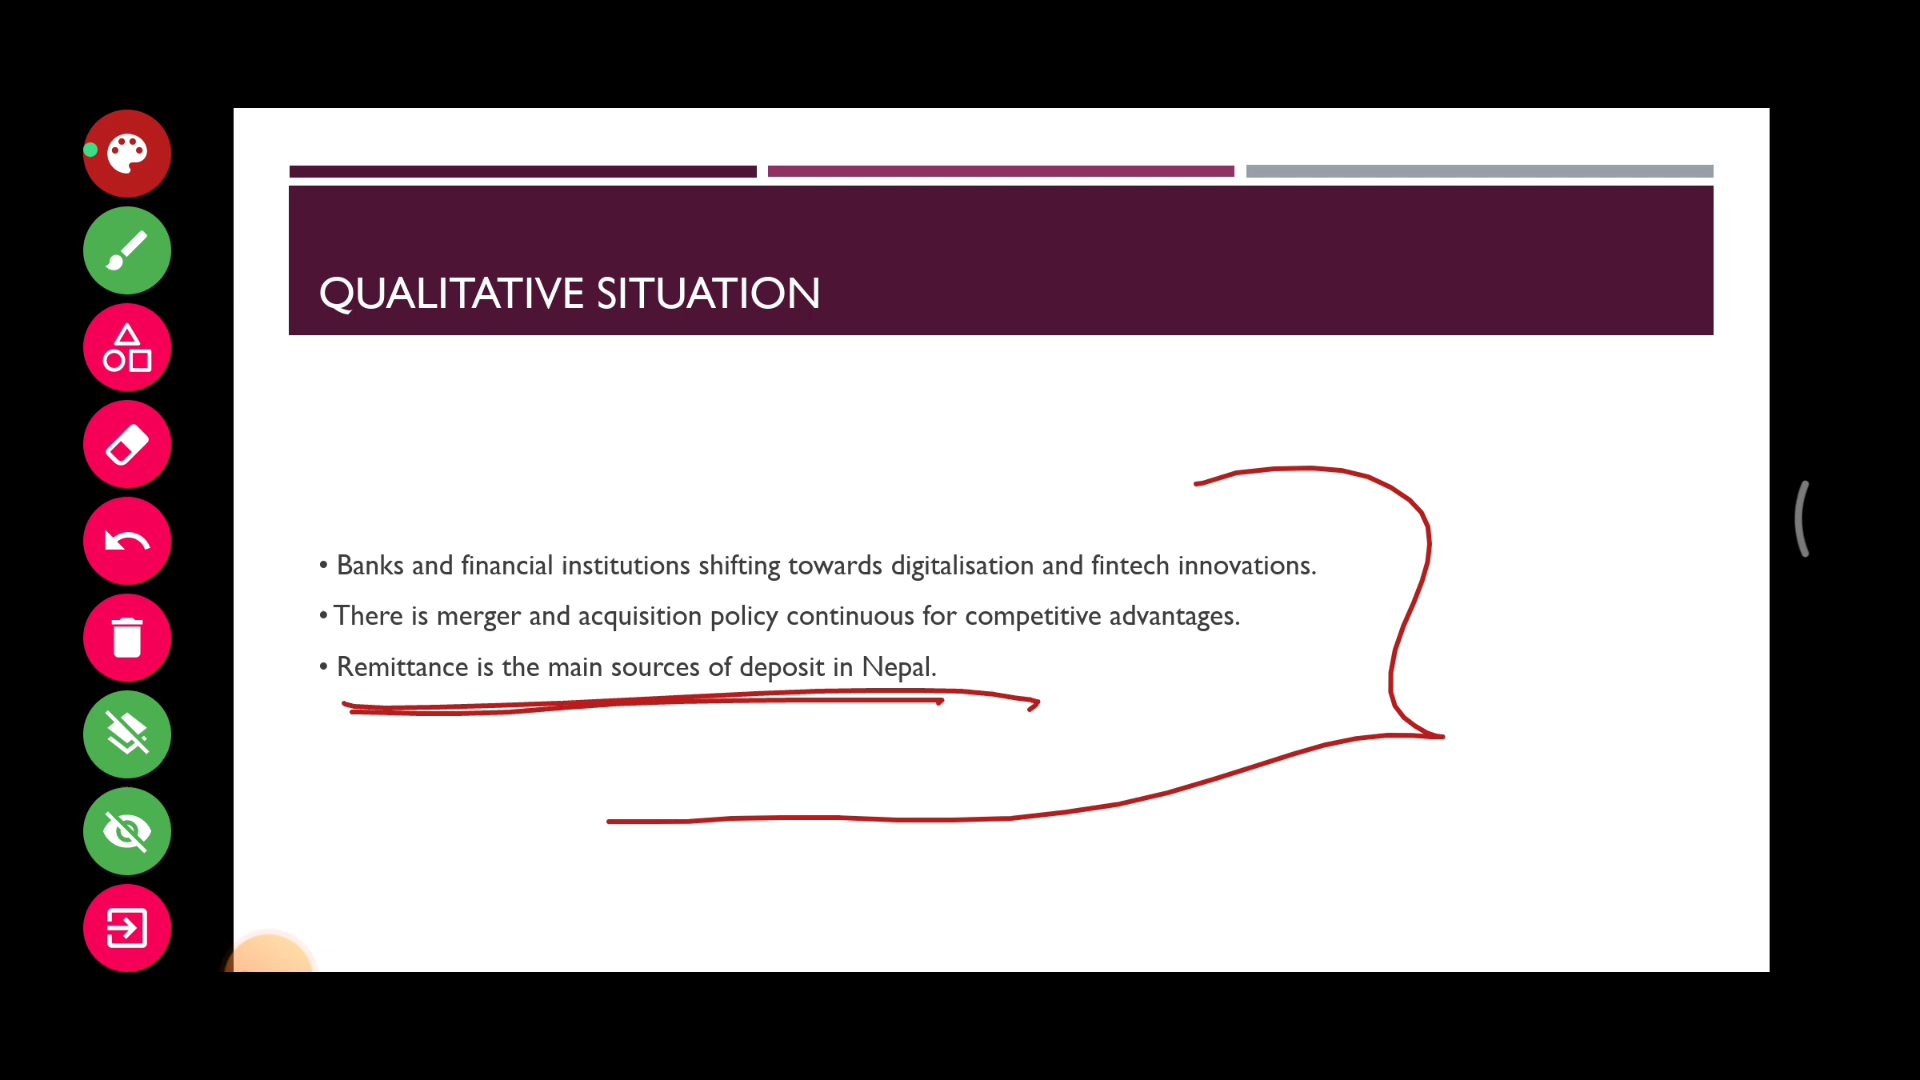 QUALITATIVE SITUATION
• Banks and financial institutions shifting towards digitalisation and fintech innovations.
• There is merger and acquisition policy continuous for competitive advantages.
• Remittance is the main sources of deposit in Nepal.